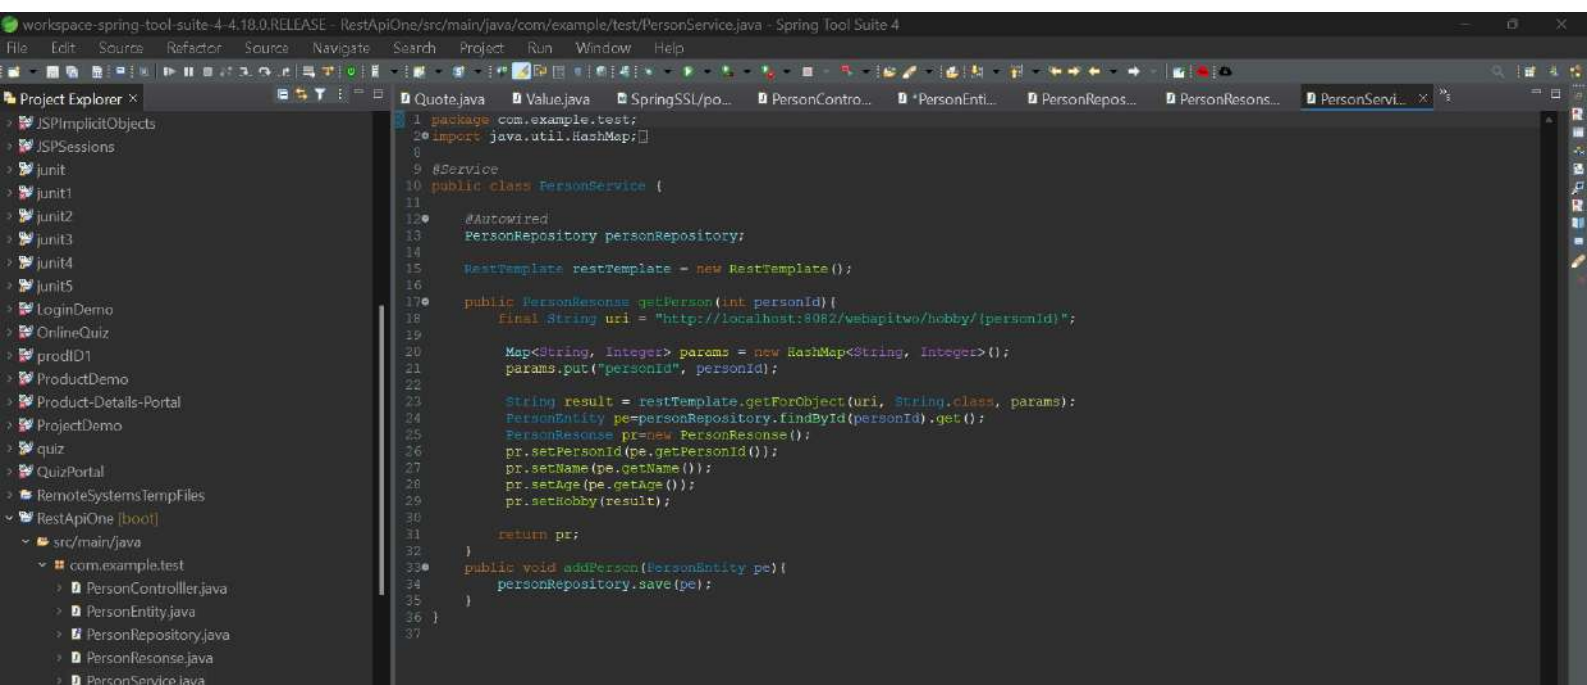 workspace-spring-tool-suite-4-4.18.0.RELEASE - RestApiOne/src/main/java/com/example/test/PersonService.java - Spring Tool Suite 4
File Edit Source Refactor Source Navigate Search Project Run Window Help
Project Explorer ×
Quote.java Value.java SpringSSL/po... PersonContro... *PersonEnti... PersonRepos... PersonResons... PersonServi... ×
JSPImplicitObjects
JSPSessions
junit
junit1
junit2
junit3
junit4
junit5
LoginDemo
OnlineQuiz
prodID1
ProductDemo
Product-Details-Portal
ProjectDemo
quiz
QuizPortal
RemoteSystemsTempFiles
RestApiOne [boot]
src/main/java
com.example.test
PersonControlller.java
PersonEntity.java
PersonRepository.java
PersonResonse.java
PersonService.java
1 package com.example.test;
2 import java.util.HashMap;
8
9 @Service
10 public class PersonService {
11
12 @Autowired
13 PersonRepository personRepository;
14
15 RestTemplate restTemplate = new RestTemplate();
16
17 public PersonResonse getPerson(int personId){
18 final String uri = "http://localhost:8082/webapitwo/hobby/{personId}";
19
20 Map<String, Integer> params = new HashMap<String, Integer>();
21 params.put("personId", personId);
22
23 String result = restTemplate.getForObject(uri, String.class, params);
24 PersonEntity pe=personRepository.findById(personId).get();
25 PersonResonse pr=new PersonResonse();
26 pr.setPersonId(pe.getPersonId());
27 pr.setName(pe.getName());
28 pr.setAge(pe.getAge());
29 pr.setHobby(result);
30
31 return pr;
32 }
33 public void addPerson(PersonEntity pe){
34 personRepository.save(pe);
35 }
36 }
37